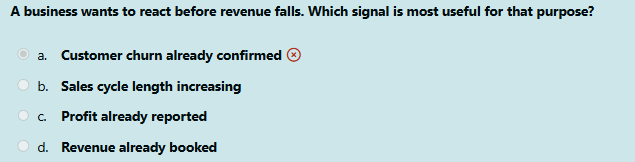 A business wants to react before revenue falls. Which signal is most useful for that purpose?
a. Customer churn already confirmed
b. Sales cycle length increasing
c. Profit already reported
d. Revenue already booked